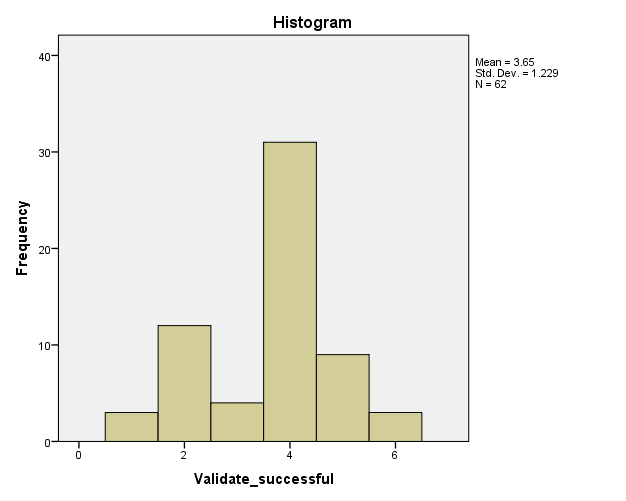 Histogram
Mean = 3.65
Std. Dev. = 1.229
N = 62
40
30
20
10
0
Frequency
0 2 4 6
Validate_successful